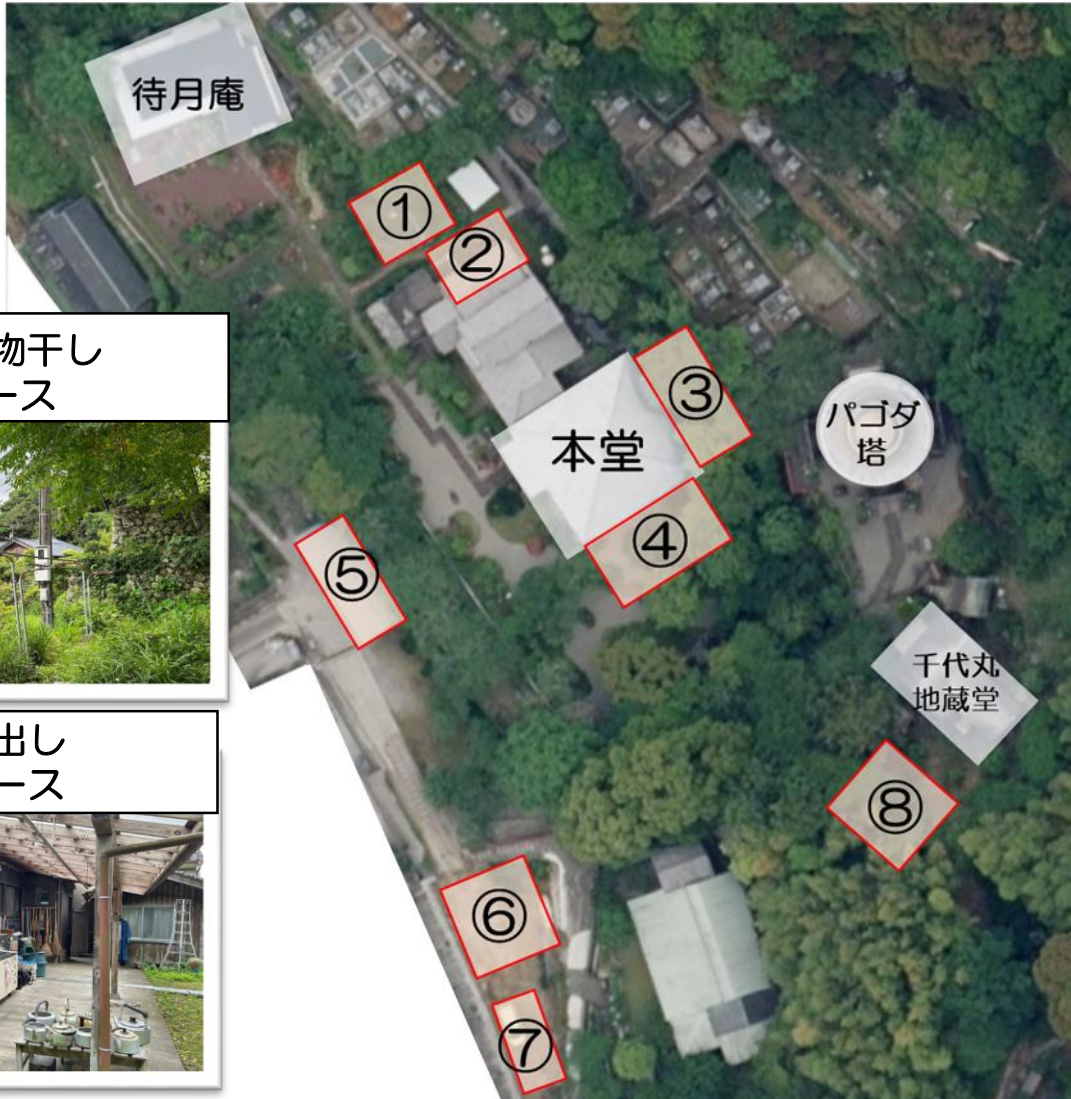 待月庵
①
②
物干し
ース
③
パゴダ
塔
本堂
④
⑤
千代丸
地蔵堂
出し
ース
⑧
⑥
⑦